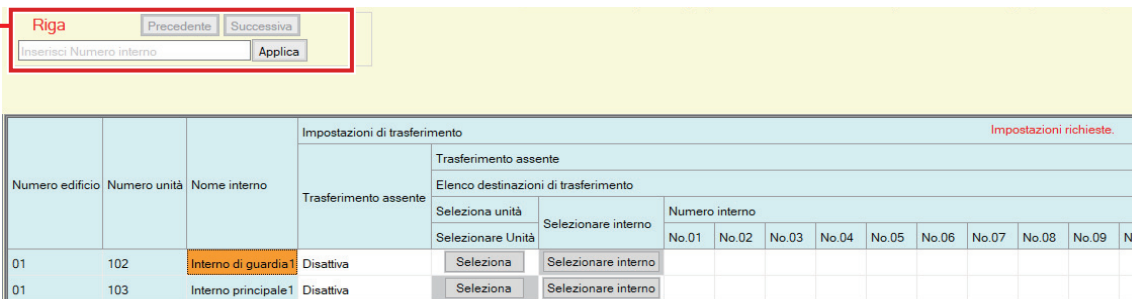 Riga Precedente Successiva
Inserisci Numero interno Applica
Impostazioni di trasferimento Impostazioni richieste.
Trasferimento assente
Numero edificio Numero unità Nome interno Trasferimento assente Elenco destinazioni di trasferimento
Seleziona unità Selezionare interno Numero interno
Selezionare Unità No.01 No.02 No.03 No.04 No.05 No.06 No.07 No.08 No.09 N
01 102 Interno di guardia1 Disattiva Seleziona Selezionare interno
01 103 Interno principale1 Disattiva Seleziona Selezionare interno